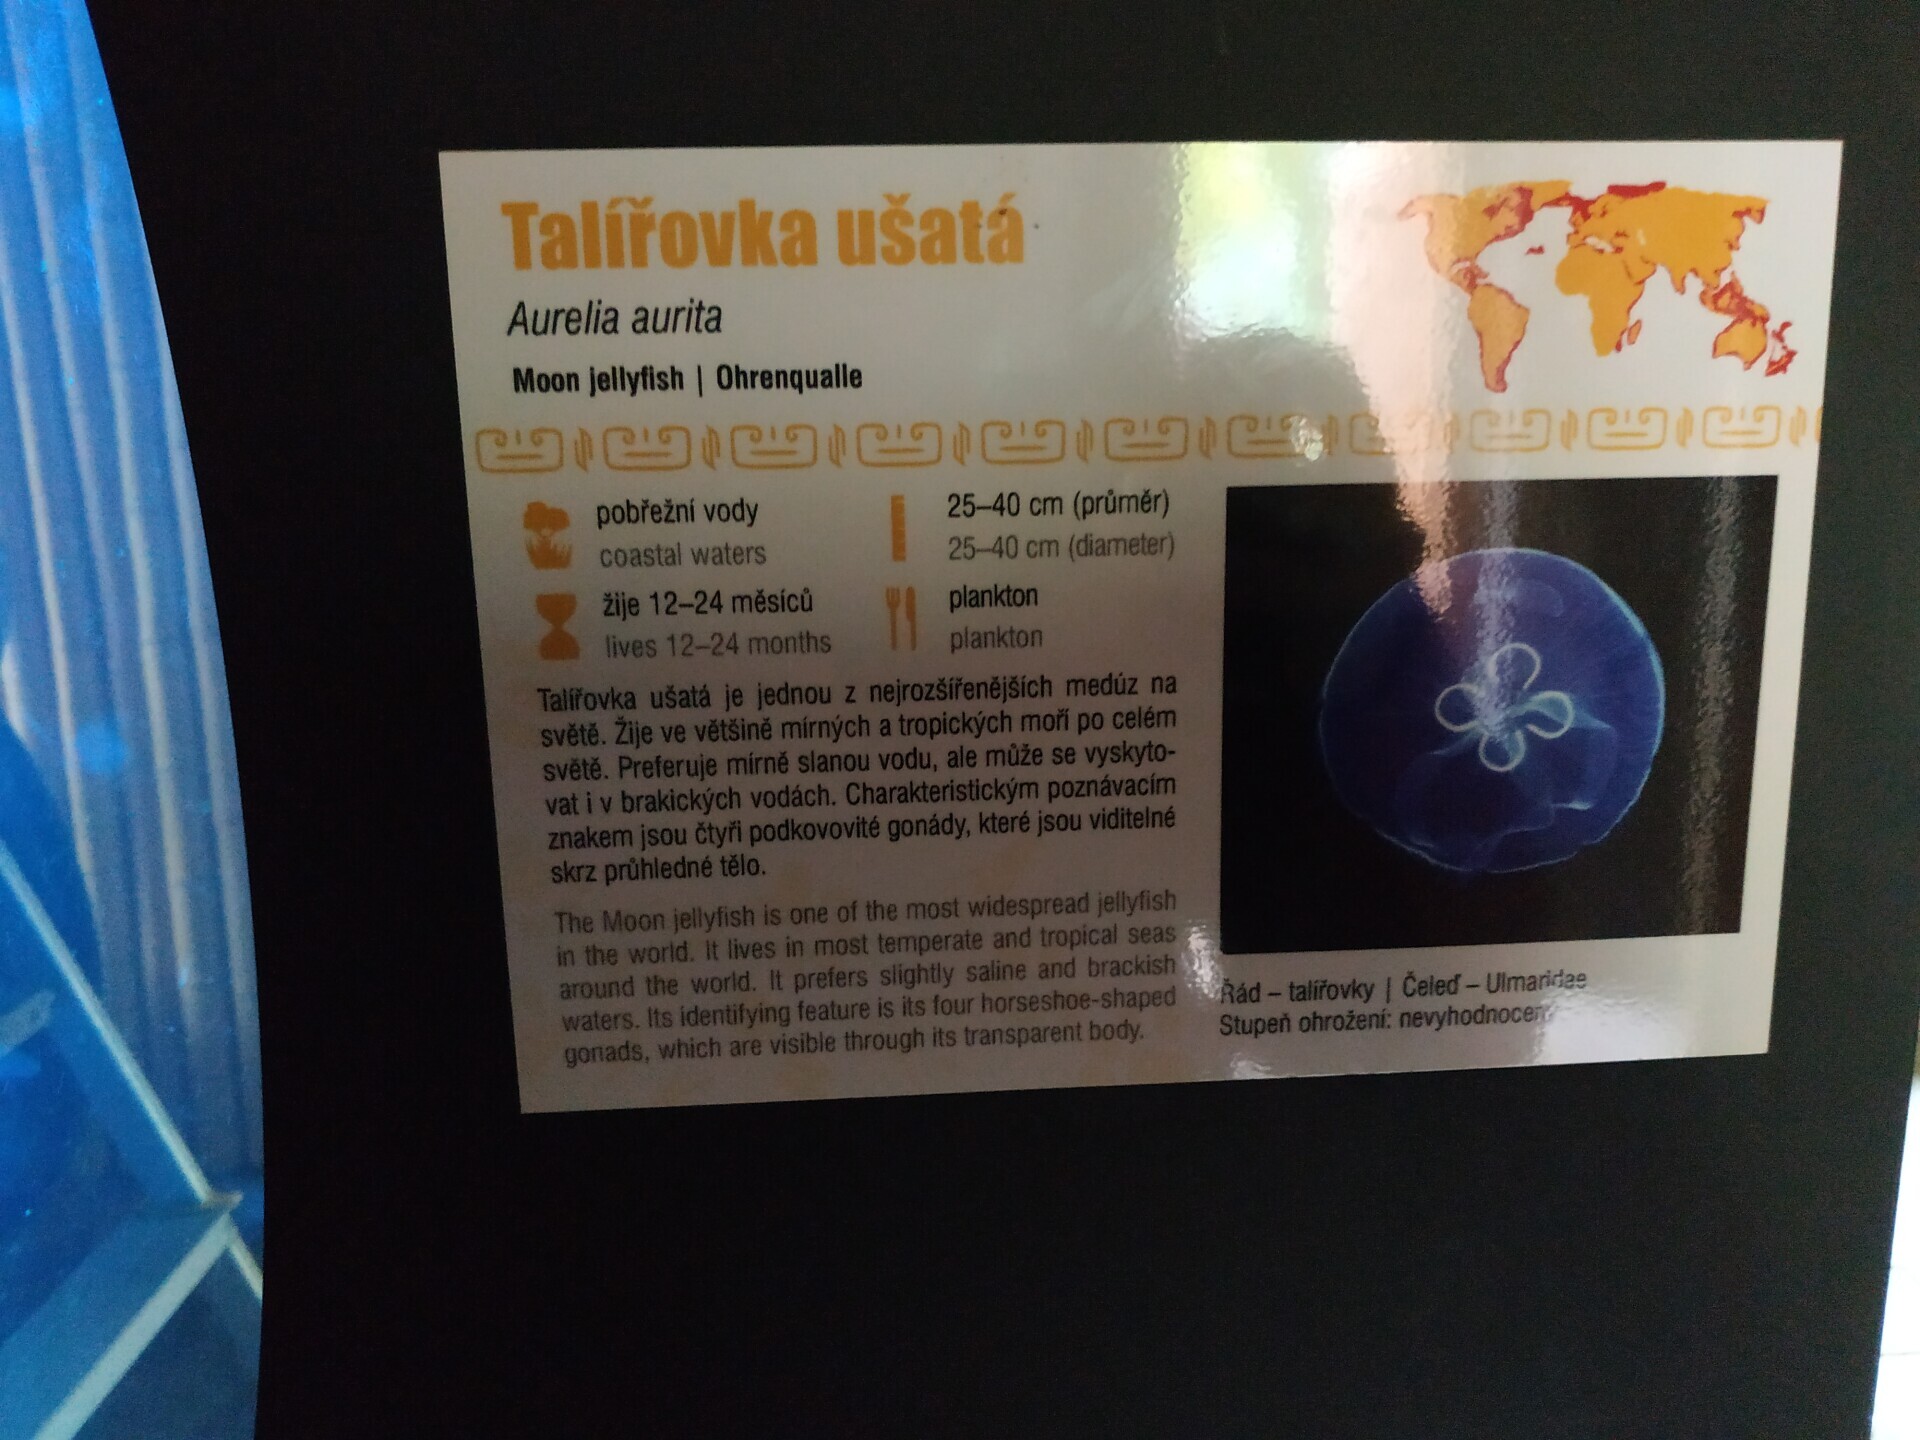 Talířovka ušatá
Aurelia aurita
Moon jellyfish | Ohrenqualle
pobřežní vody
coastal waters
25–40 cm (průměr)
25–40 cm (diameter)
žije 12–24 měsíců
lives 12–24 months
plankton
plankton
Talířovka ušatá je jednou z nejrozšířenějších medúz na
světě. Žije ve většině mírných a tropických moří po celém
světě. Preferuje mírně slanou vodu, ale může se vyskyto-
vat i v brakických vodách. Charakteristickým poznávacím
znakem jsou čtyři podkovovité gonády, které jsou viditelné
skrz průhledné tělo.
The Moon jellyfish is one of the most widespread jellyfish
in the world. It lives in most temperate and tropical seas
around the world. It prefers slightly saline and brackish
waters. Its identifying feature is its four horseshoe-shaped
gonads, which are visible through its transparent body.
Řád – talířovky | Čeleď – Ulmaridae
Stupeň ohrožení: